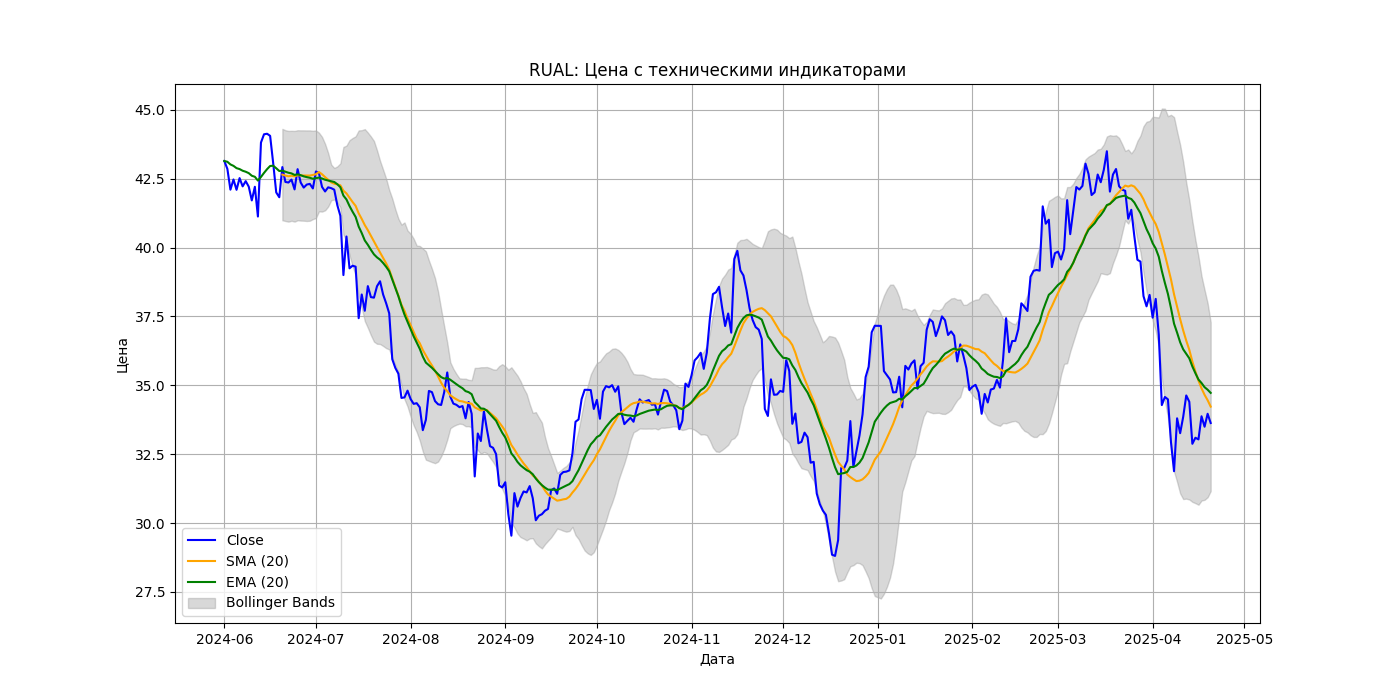 RUAL: Цена с техническими индикаторами
45.0
42.5
40.0
37.5
35.0
32.5
30.0
27.5
Цена
Close
SMA (20)
EMA (20)
Bollinger Bands
2024-06 2024-07 2024-08 2024-09 2024-10 2024-11 2024-12 2025-01 2025-02 2025-03 2025-04 2025-05
Дата